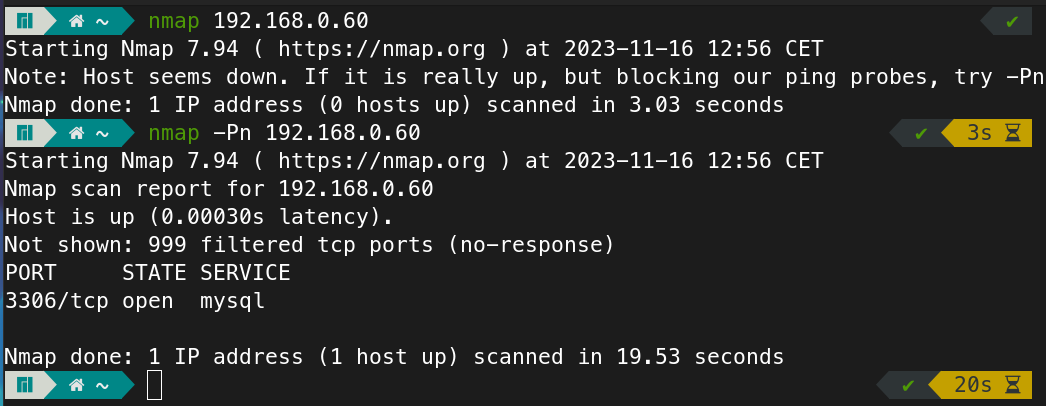 ~ nmap 192.168.0.60 ✔
Starting Nmap 7.94 ( https://nmap.org ) at 2023-11-16 12:56 CET
Note: Host seems down. If it is really up, but blocking our ping probes, try -Pn
Nmap done: 1 IP address (0 hosts up) scanned in 3.03 seconds
~ nmap -Pn 192.168.0.60 ✔ 3s
Starting Nmap 7.94 ( https://nmap.org ) at 2023-11-16 12:56 CET
Nmap scan report for 192.168.0.60
Host is up (0.00030s latency).
Not shown: 999 filtered tcp ports (no-response)
PORT     STATE SERVICE
3306/tcp open  mysql
Nmap done: 1 IP address (1 host up) scanned in 19.53 seconds
~ ✔ 20s